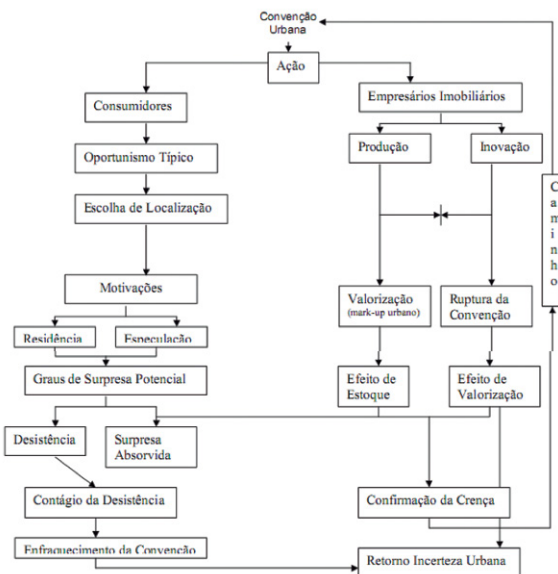 Convenção
Urbana
Ação
Consumidores
Empresários Imobiliários
Oportunismo Típico
Produção
Inovação
Escolha de Localização
C
a
m
i
n
h
o
Motivações
Valorização
(mark-up urbano)
Ruptura da
Convenção
Residência
Especulação
Graus de Surpresa Potencial
Efeito de
Estoque
Efeito de
Valorização
Desistência
Surpresa
Absorvida
Contágio da Desistência
Confirmação da Crença
Enfraquecimento da Convenção
Retorno Incerteza Urbana